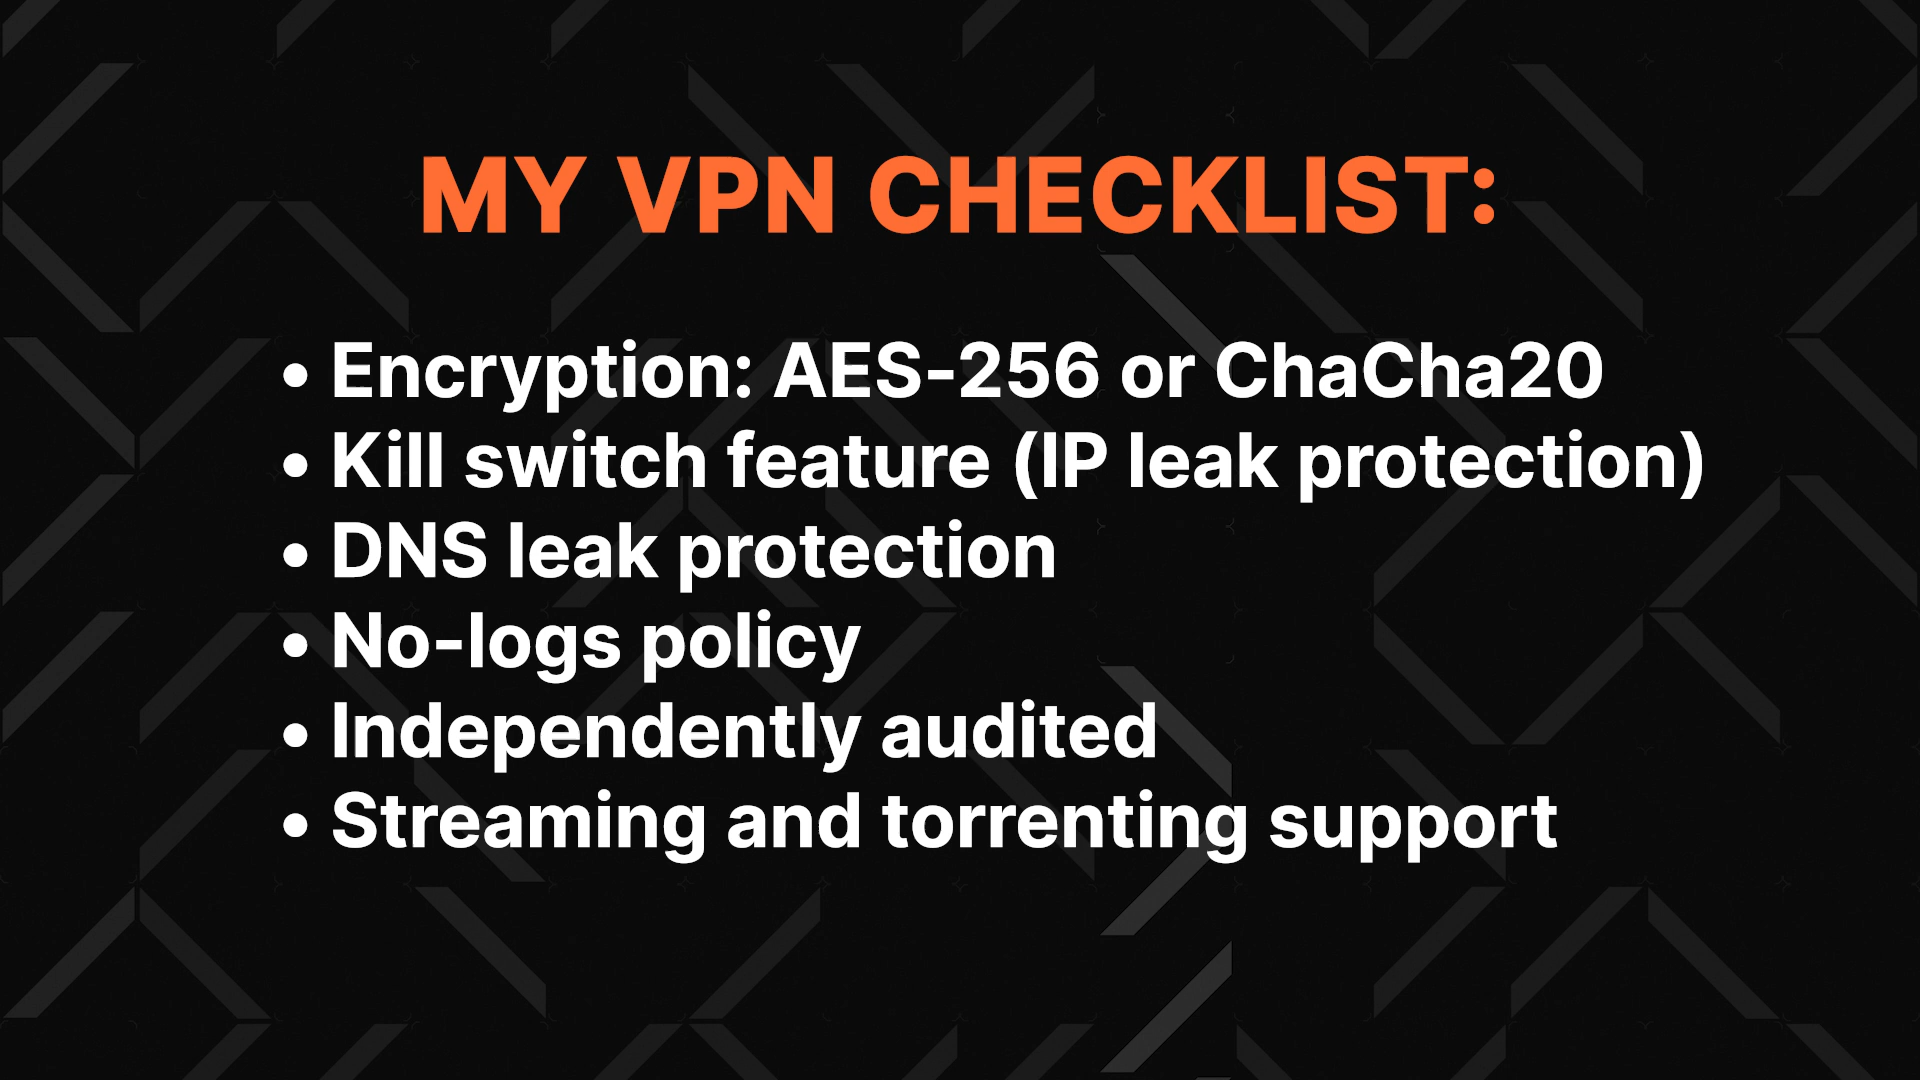 MY VPN CHECKLIST:
• Encryption: AES-256 or ChaCha20
• Kill switch feature (IP leak protection)
• DNS leak protection
• No-logs policy
• Independently audited
• Streaming and torrenting support